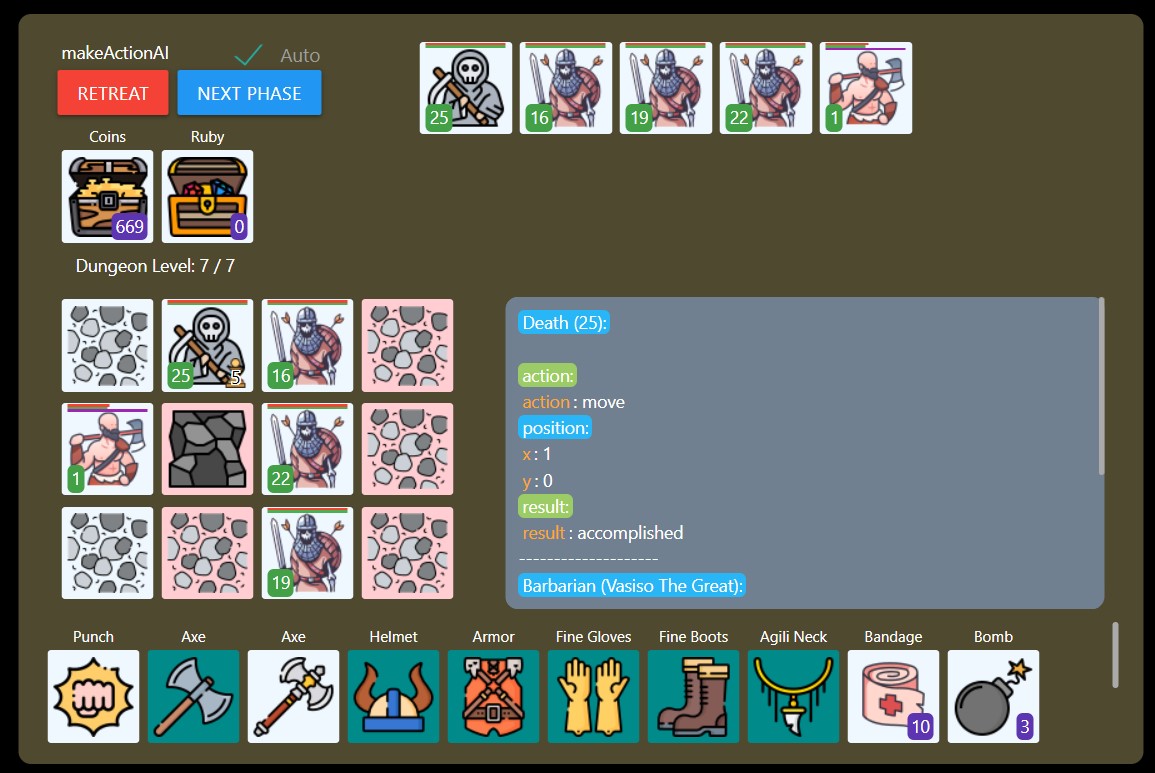 makeActionAI
Auto
RETREAT
NEXT PHASE
25
16
19
22
1
Coins
Ruby
669
0
Dungeon Level: 7 / 7
25
5
16
1
22
19
Death (25):
action:
action : move
position:
x : 1
y : 0
result:
result : accomplished
--------------------
Barbarian (Vasiso The Great):
Punch
Axe
Axe
Helmet
Armor
Fine Gloves
Fine Boots
Agili Neck
Bandage
Bomb
10
3